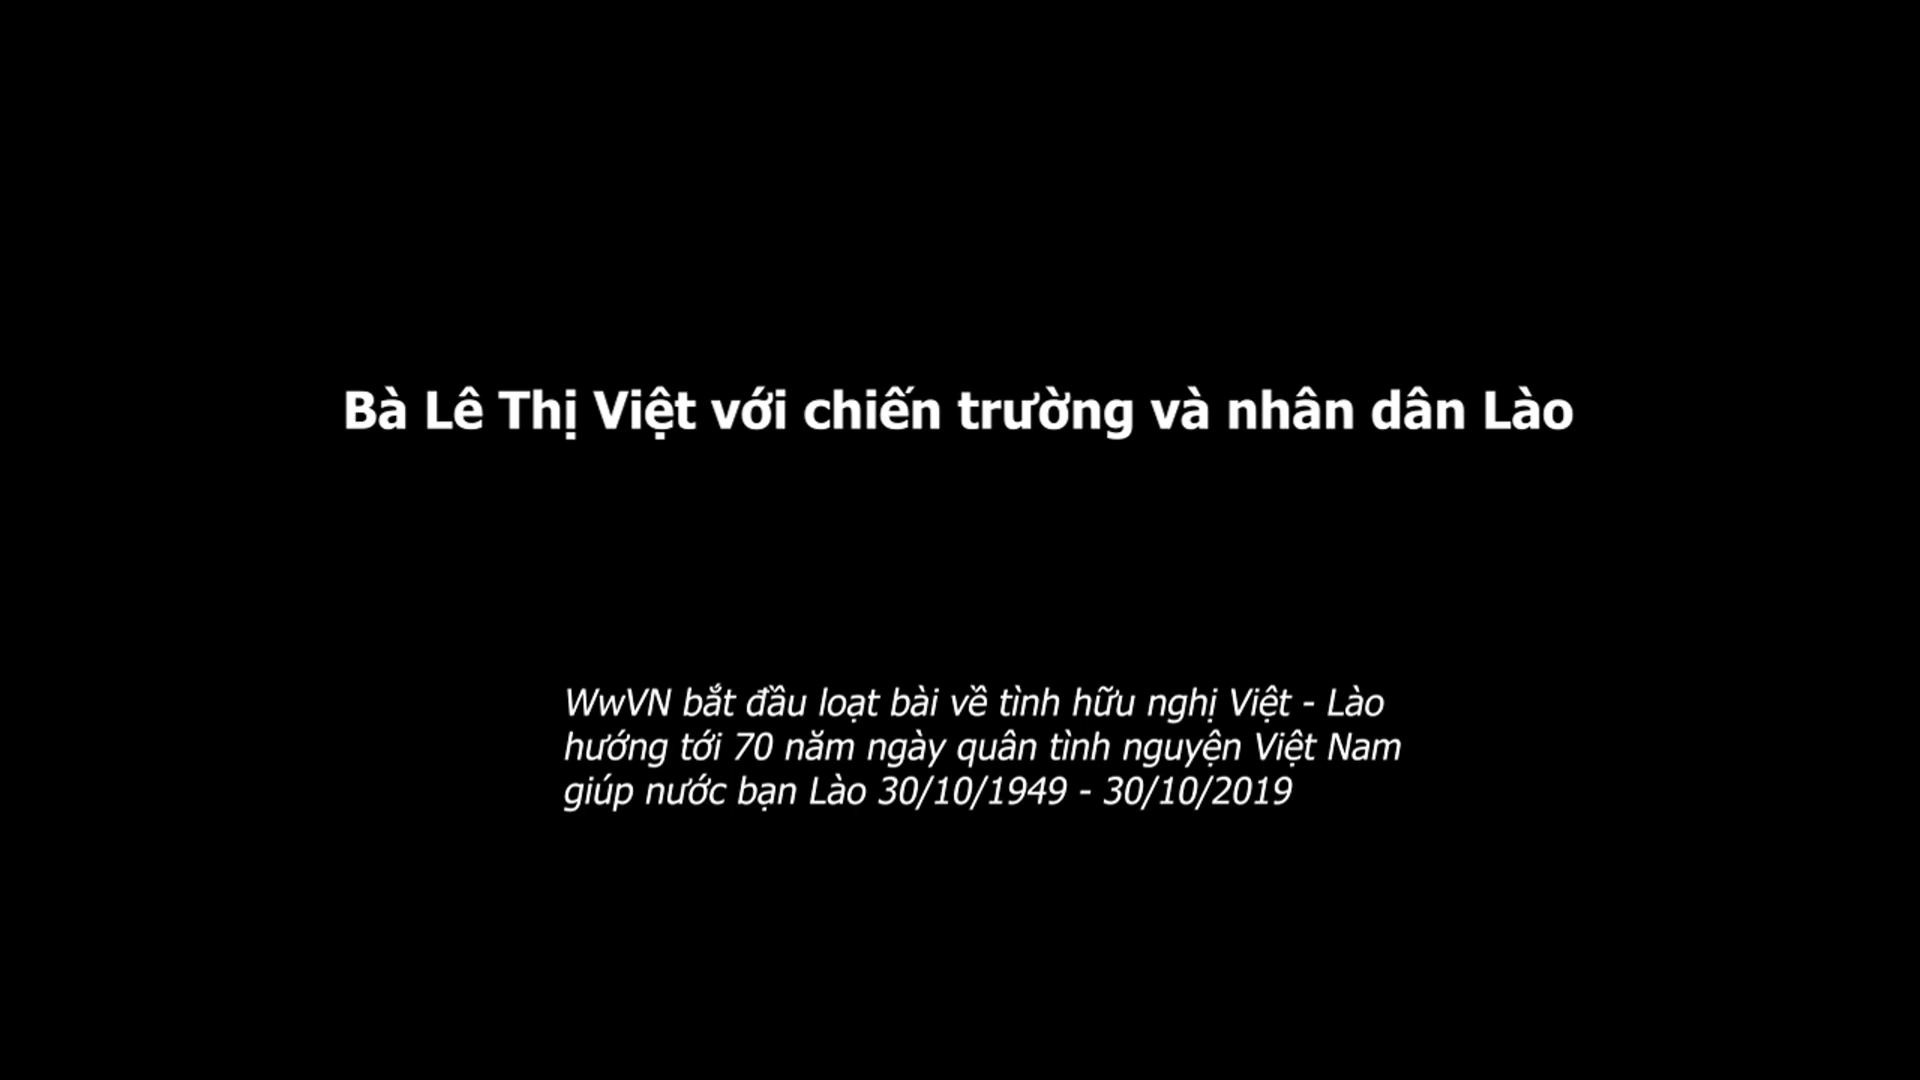 Bà Lê Thị Việt với chiến trường và nhân dân Lào
WwVN bắt đầu loạt bài về tình hữu nghị Việt - Lào
hướng tới 70 năm ngày quân tình nguyện Việt Nam
giúp nước bạn Lào 30/10/1949 - 30/10/2019